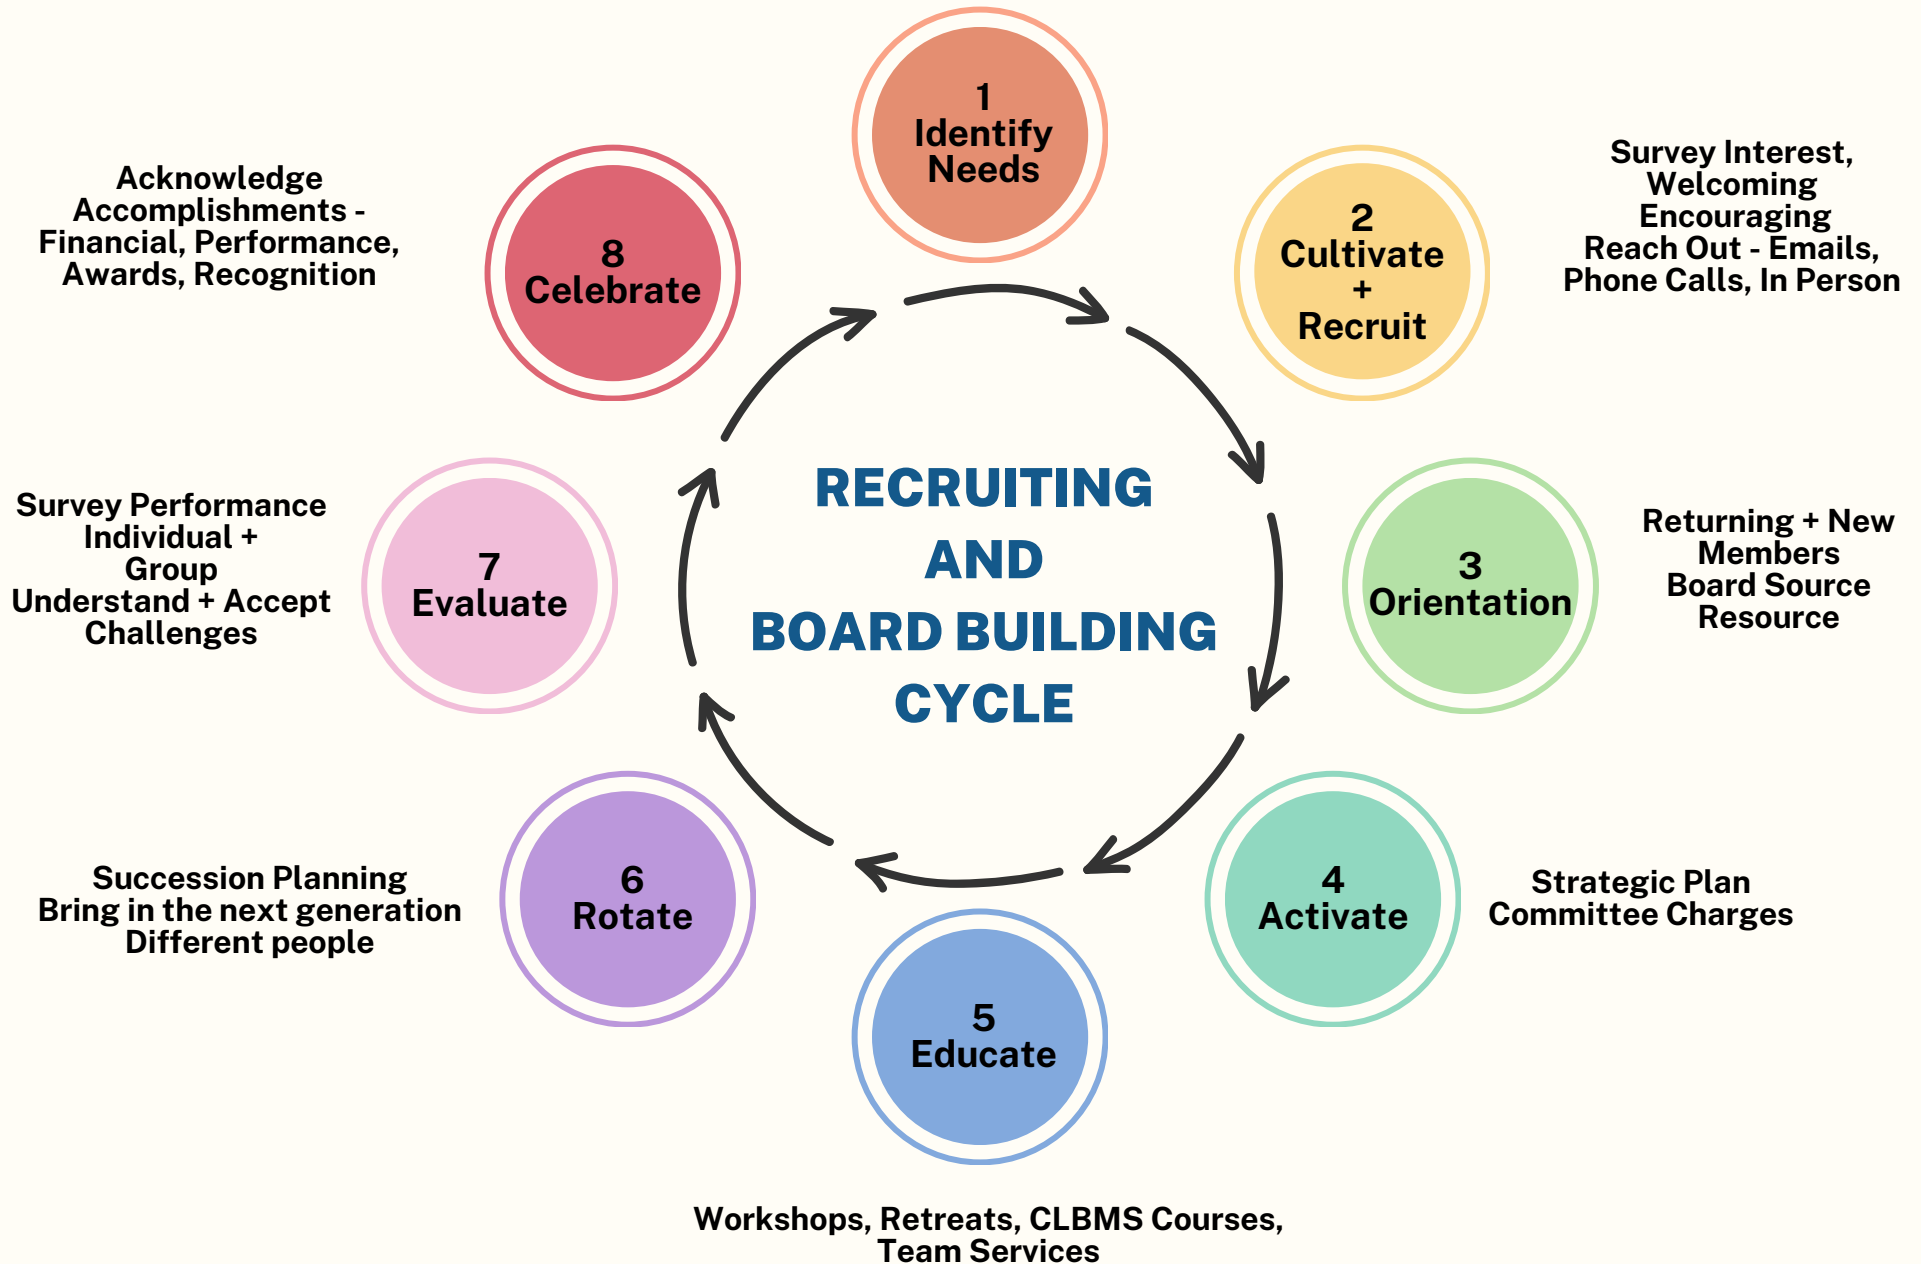 1
Identify
Needs
2
Cultivate
+
Recruit
Survey Interest,
Welcoming
Encouraging
Reach Out - Emails,
Phone Calls, In Person
3
Orientation
Returning + New
Members
Board Source
Resource
4
Activate
Strategic Plan
Committee Charges
5
Educate
Workshops, Retreats, CLBMS Courses,
Team Services
6
Rotate
Succession Planning
Bring in the next generation
Different people
7
Evaluate
Survey Performance
Individual +
Group
Understand + Accept
Challenges
8
Celebrate
Acknowledge
Accomplishments -
Financial, Performance,
Awards, Recognition
RECRUITING
AND
BOARD BUILDING
CYCLE